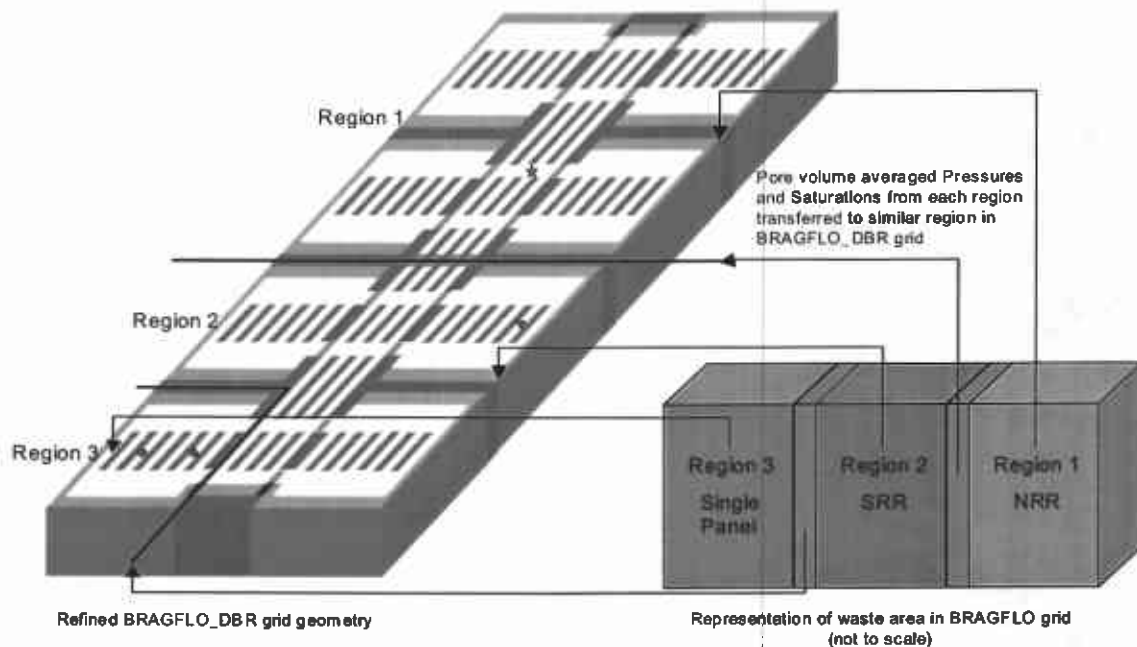 Region 1
Pore volume averaged Pressures
and Saturations from each region
transferred to similar region in
BRAGFLO_DBR grid
Region 2
Region 3
Region 3
Single
Panel
Region 2
SRR
Region 1
NRR
Refined BRAGFLO_DBR grid geometry
Representation of waste area in BRAGFLO grid
(not to scale)